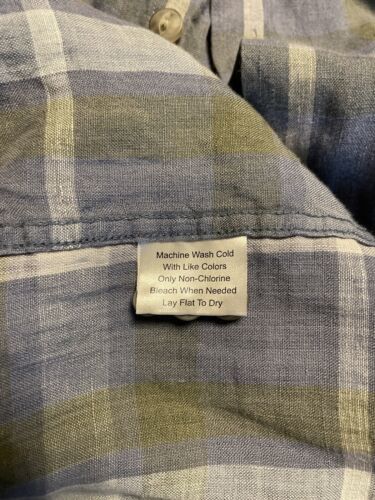 Machine Wash Cold
With Like Colors
Only Non-Chlorine
Bleach When Needed
Lay Flat To Dry